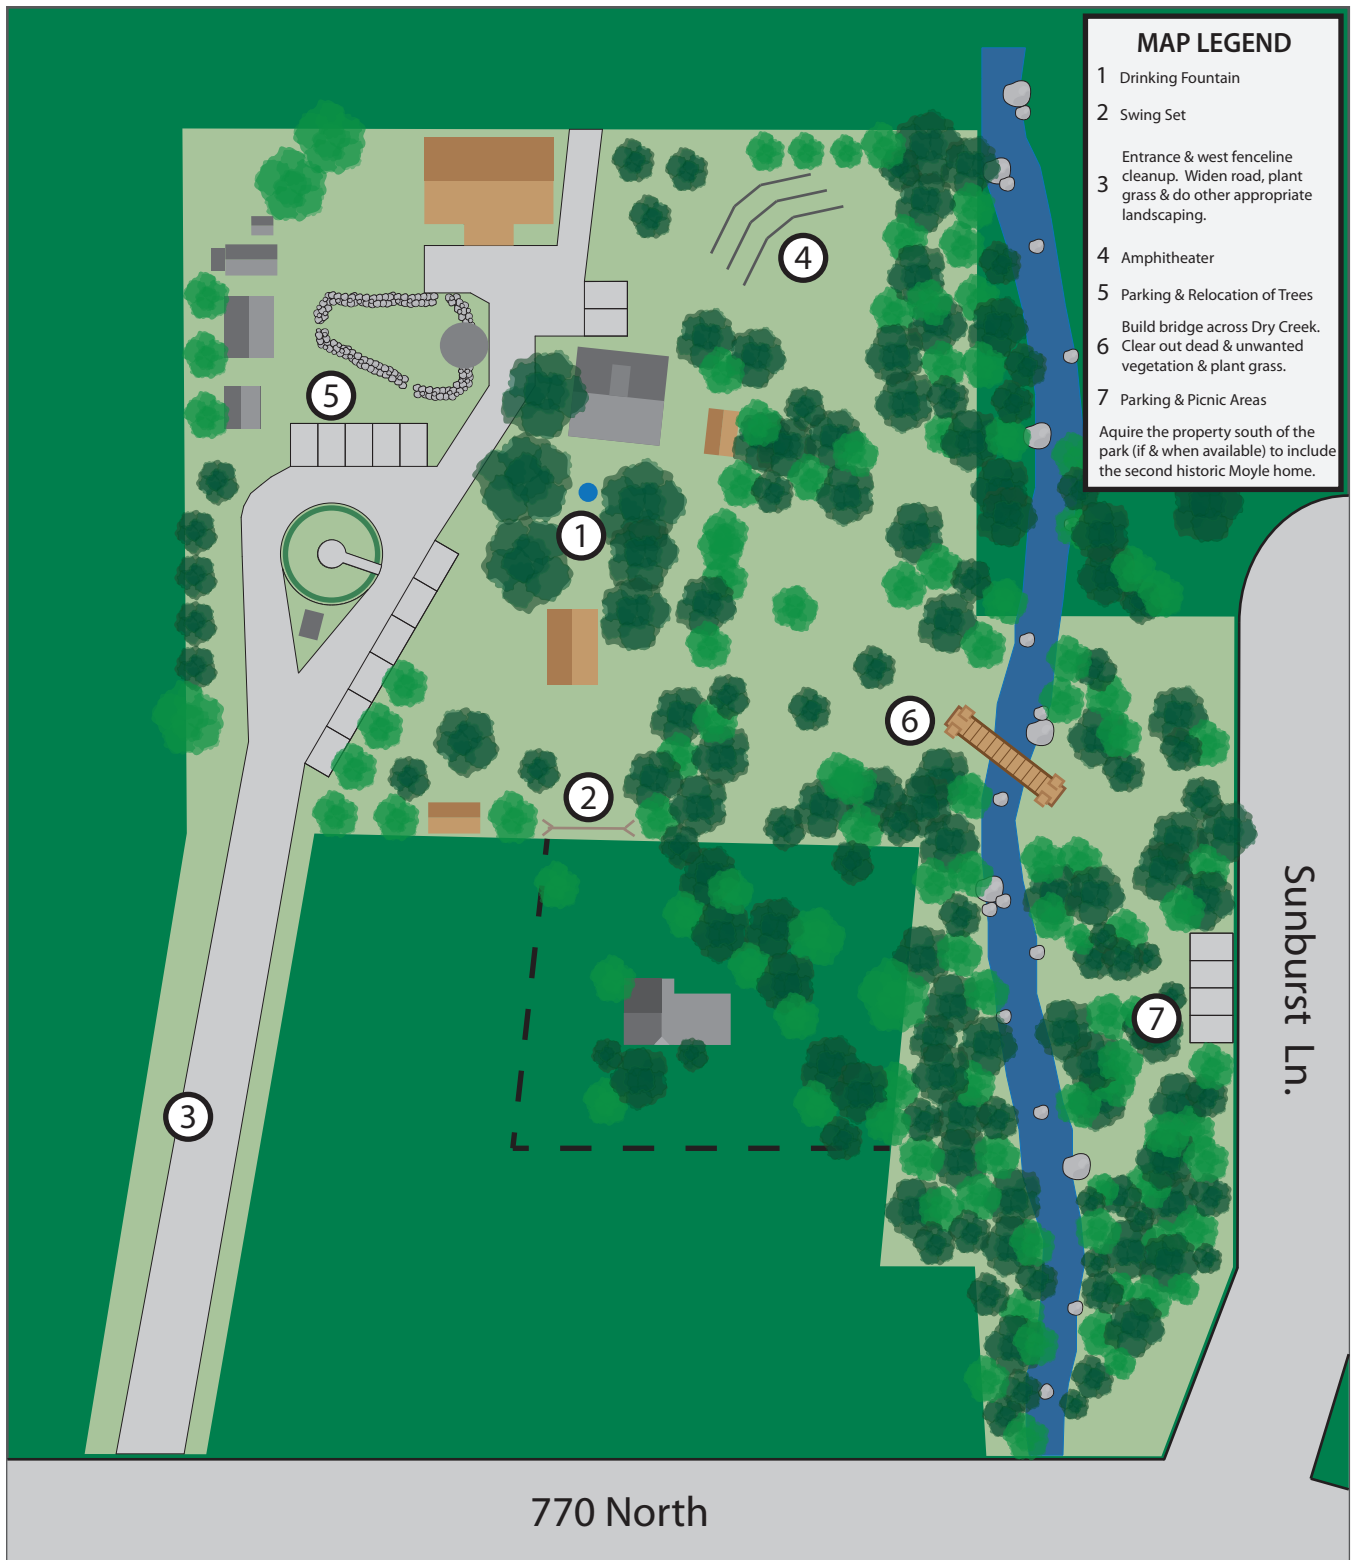 MAP LEGEND
1 Drinking Fountain
2 Swing Set
Entrance & west fenceline
cleanup. Widen road, plant
3 grass & do other appropriate
landscaping.
4 Amphitheater
5 Parking & Relocation of Trees
Build bridge across Dry Creek.
6 Clear out dead & unwanted
vegetation & plant grass.
7 Parking & Picnic Areas
Aquire the property south of the
park (if & when available) to include
the second historic Moyle home.
4
5
1
6
2
7
3
Sunburst Ln.
770 North